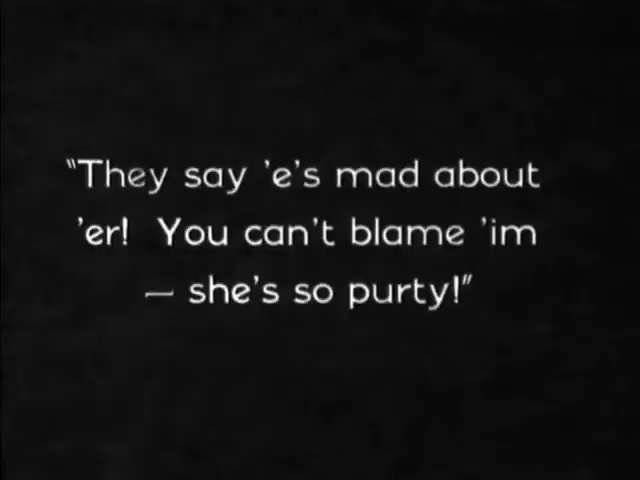 "They say 'e's mad about
'er! You can't blame 'im
— she's so purty!"